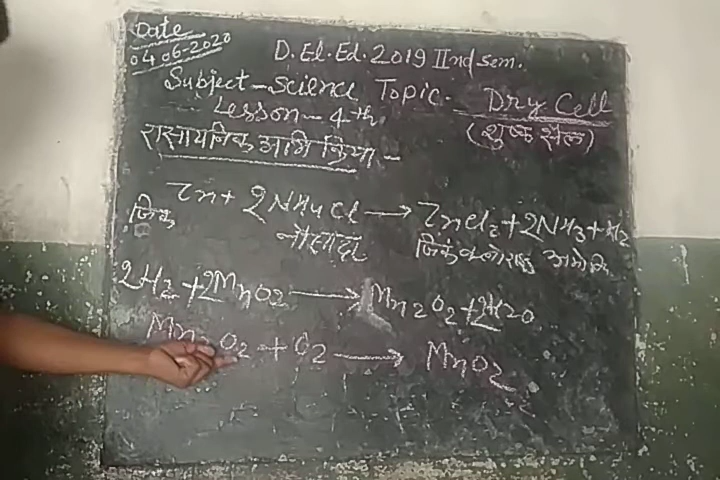 Date
04-06-2020
D. El. Ed. 2019 IInd sem.
Subject - Science Topic. Dry Cell
Lesson - 4th (शुष्क सैल)
रासायनिक अभिक्रिया -
Zn + 2NH4Cl → ZnCl2 + 2NH3 + H2
जिंक नौसादर जिंक क्लोराइड
2H2 + 2MnO2 → Mn2O2 + 2H2O
Mn2O2 + O2 → MnO2